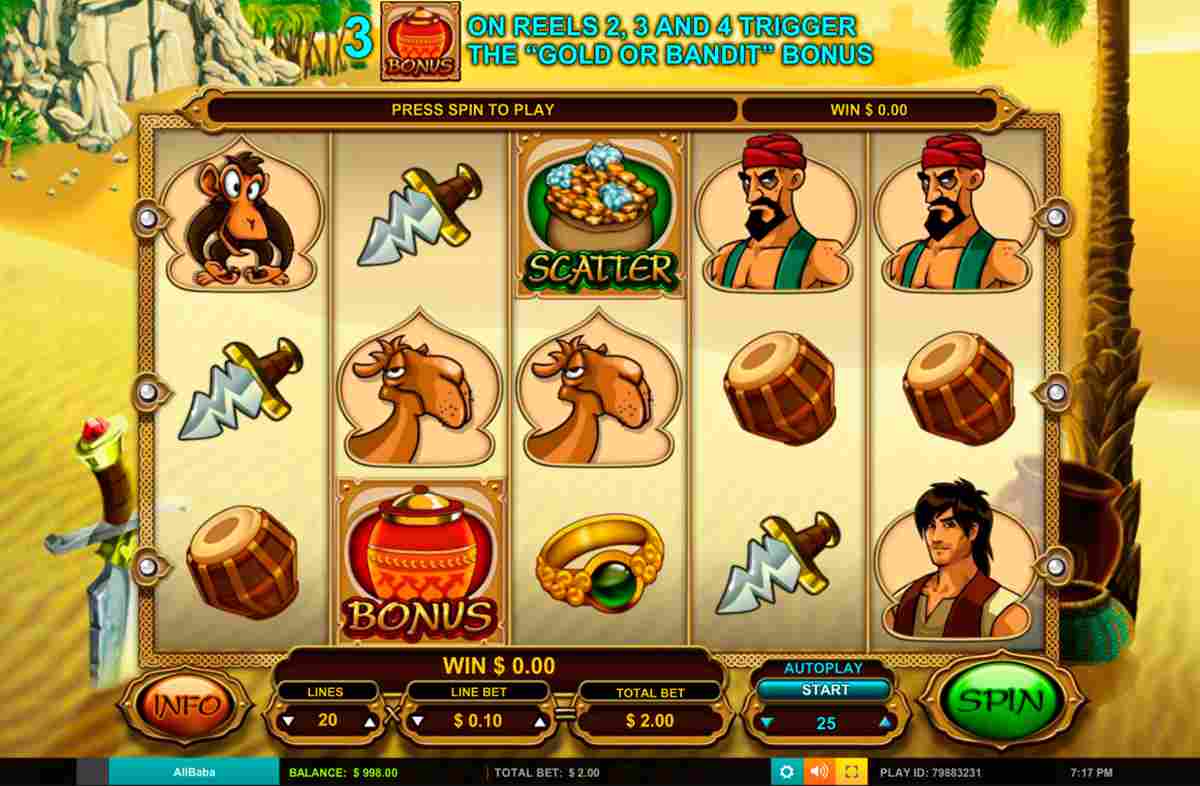 3 BONUS ON REELS 2, 3 AND 4 TRIGGER
THE “GOLD OR BANDIT” BONUS
PRESS SPIN TO PLAY WIN $ 0.00
SCATTER
BONUS
WIN $ 0.00
AUTOPLAY
LINES LINE BET TOTAL BET START
INFO 20 X $ 0.10 = $ 2.00 25 SPIN
AliBaba BALANCE: $ 998.00 TOTAL BET: $ 2.00 PLAY ID: 79883231 7:17 PM